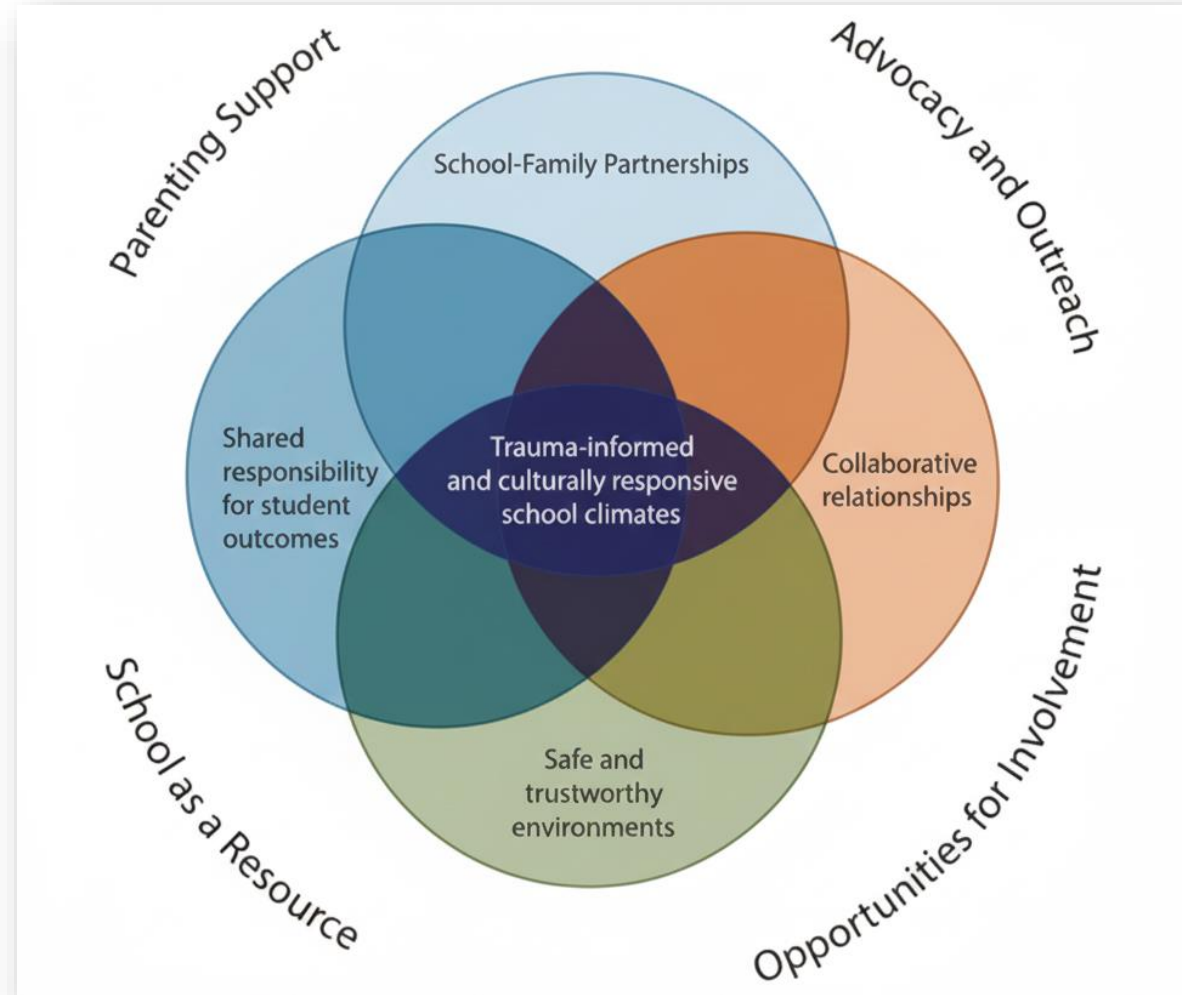 Parenting Support
Advocacy and Outreach
School-Family Partnerships
Shared
responsibility
for student
outcomes
Trauma-informed
and culturally responsive
school climates
Collaborative
relationships
Safe and
trustworthy
environments
School as a Resource
Opportunities for Involvement